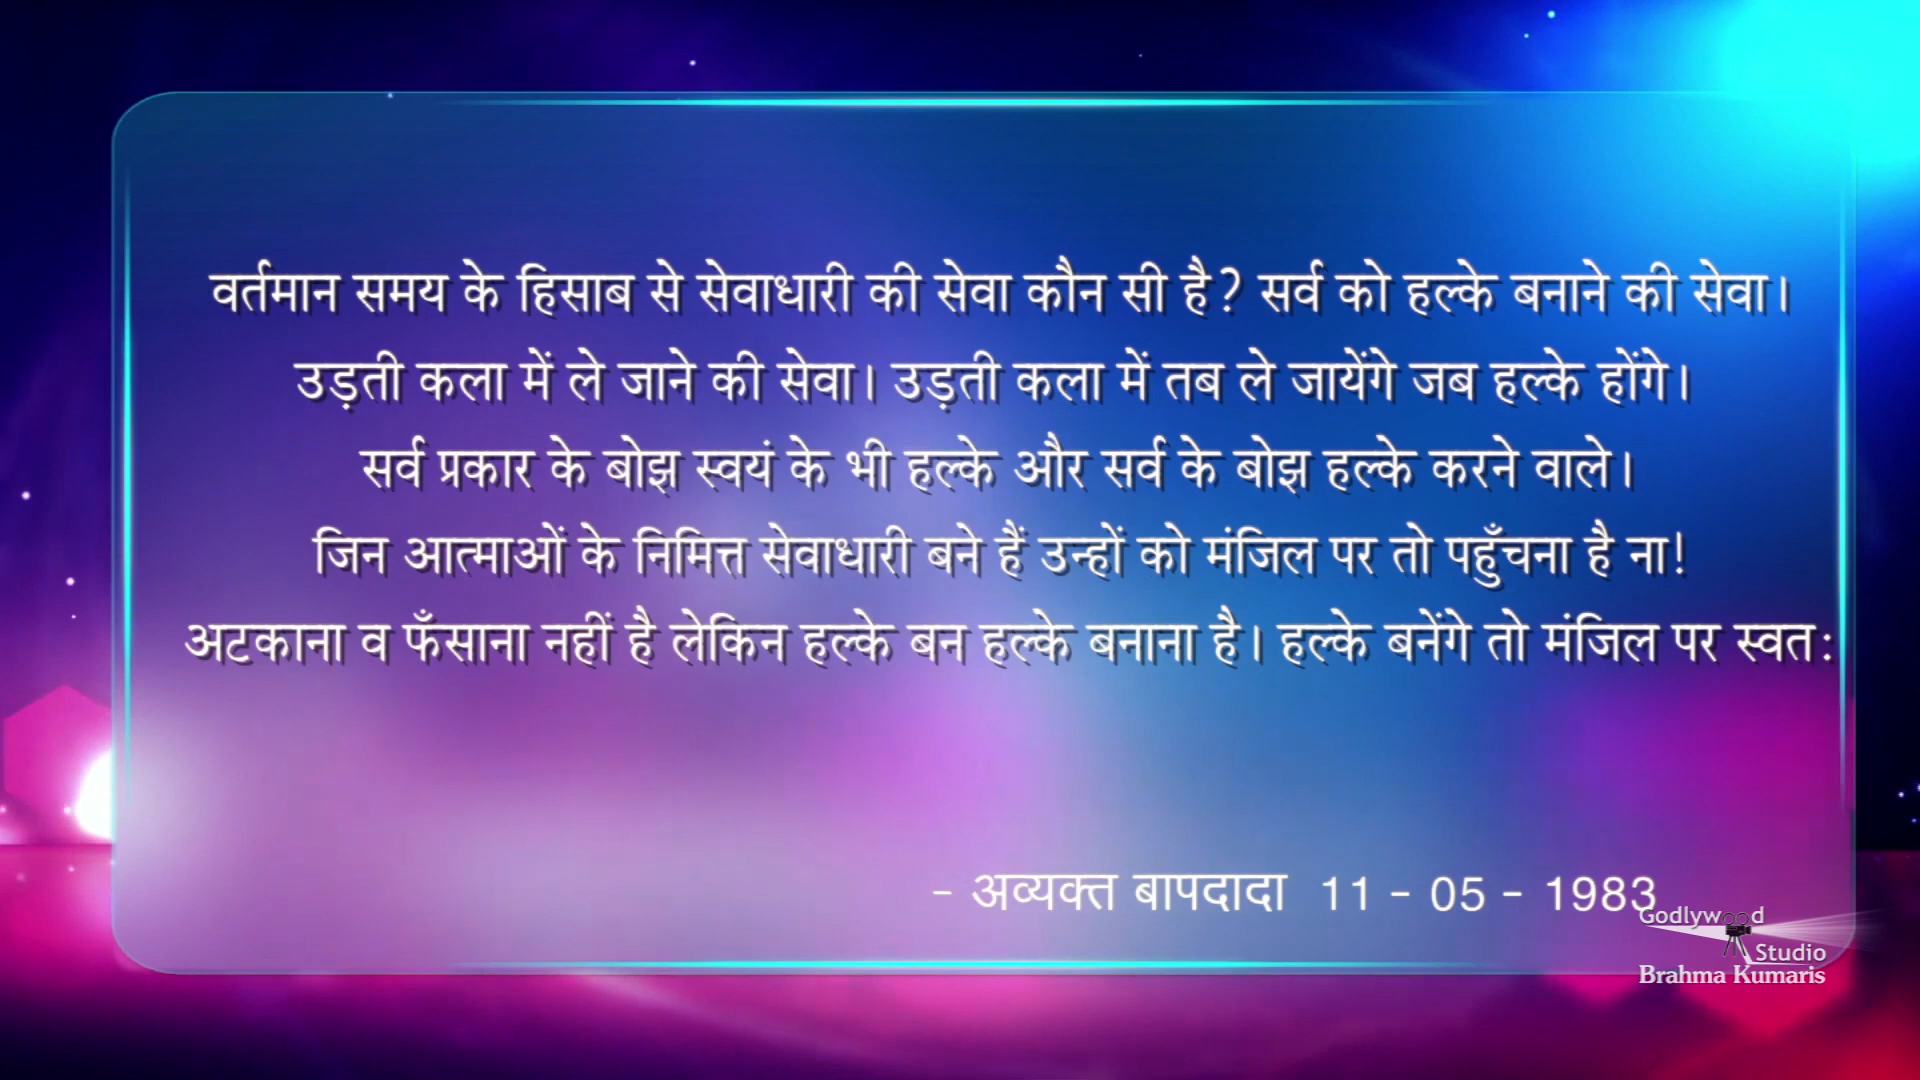 वर्तमान समय के हिसाब से सेवाधारी की सेवा कौन सी है? सर्व को हल्के बनाने की सेवा।
उड़ती कला में ले जाने की सेवा। उड़ती कला में तब ले जायेंगे जब हल्के होंगे।
सर्व प्रकार के बोझ स्वयं के भी हल्के और सर्व के बोझ हल्के करने वाले।
जिन आत्माओं के निमित्त सेवाधारी बने हैं उन्हों को मंजिल पर तो पहुँचना है ना!
अटकाना व फँसाना नहीं है लेकिन हल्के बन हल्के बनाना है। हल्के बनेंगे तो मंजिल पर स्वत:
- अव्यक्त बापदादा 11 - 05 - 1983
Godlywood
Studio
Brahma Kumaris